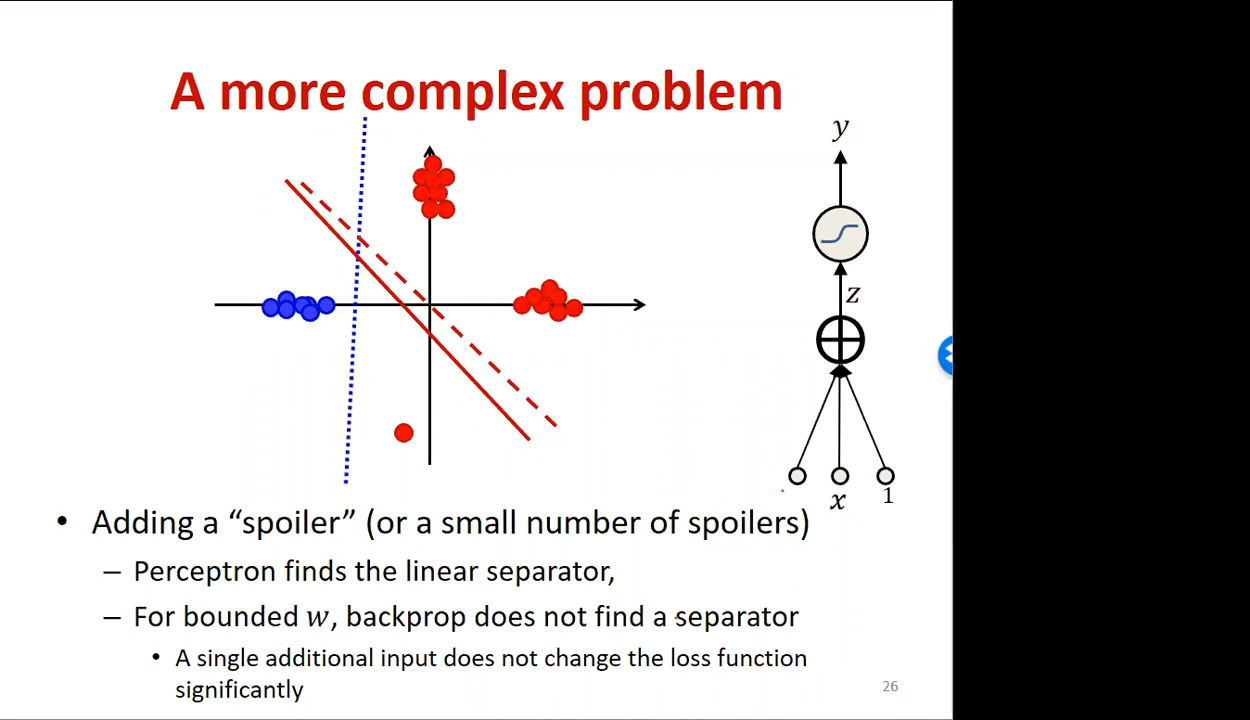 A more complex problem
y
z
x
1
• Adding a “spoiler” (or a small number of spoilers)
– Perceptron finds the linear separator,
– For bounded w, backprop does not find a separator
• A single additional input does not change the loss function
significantly
26